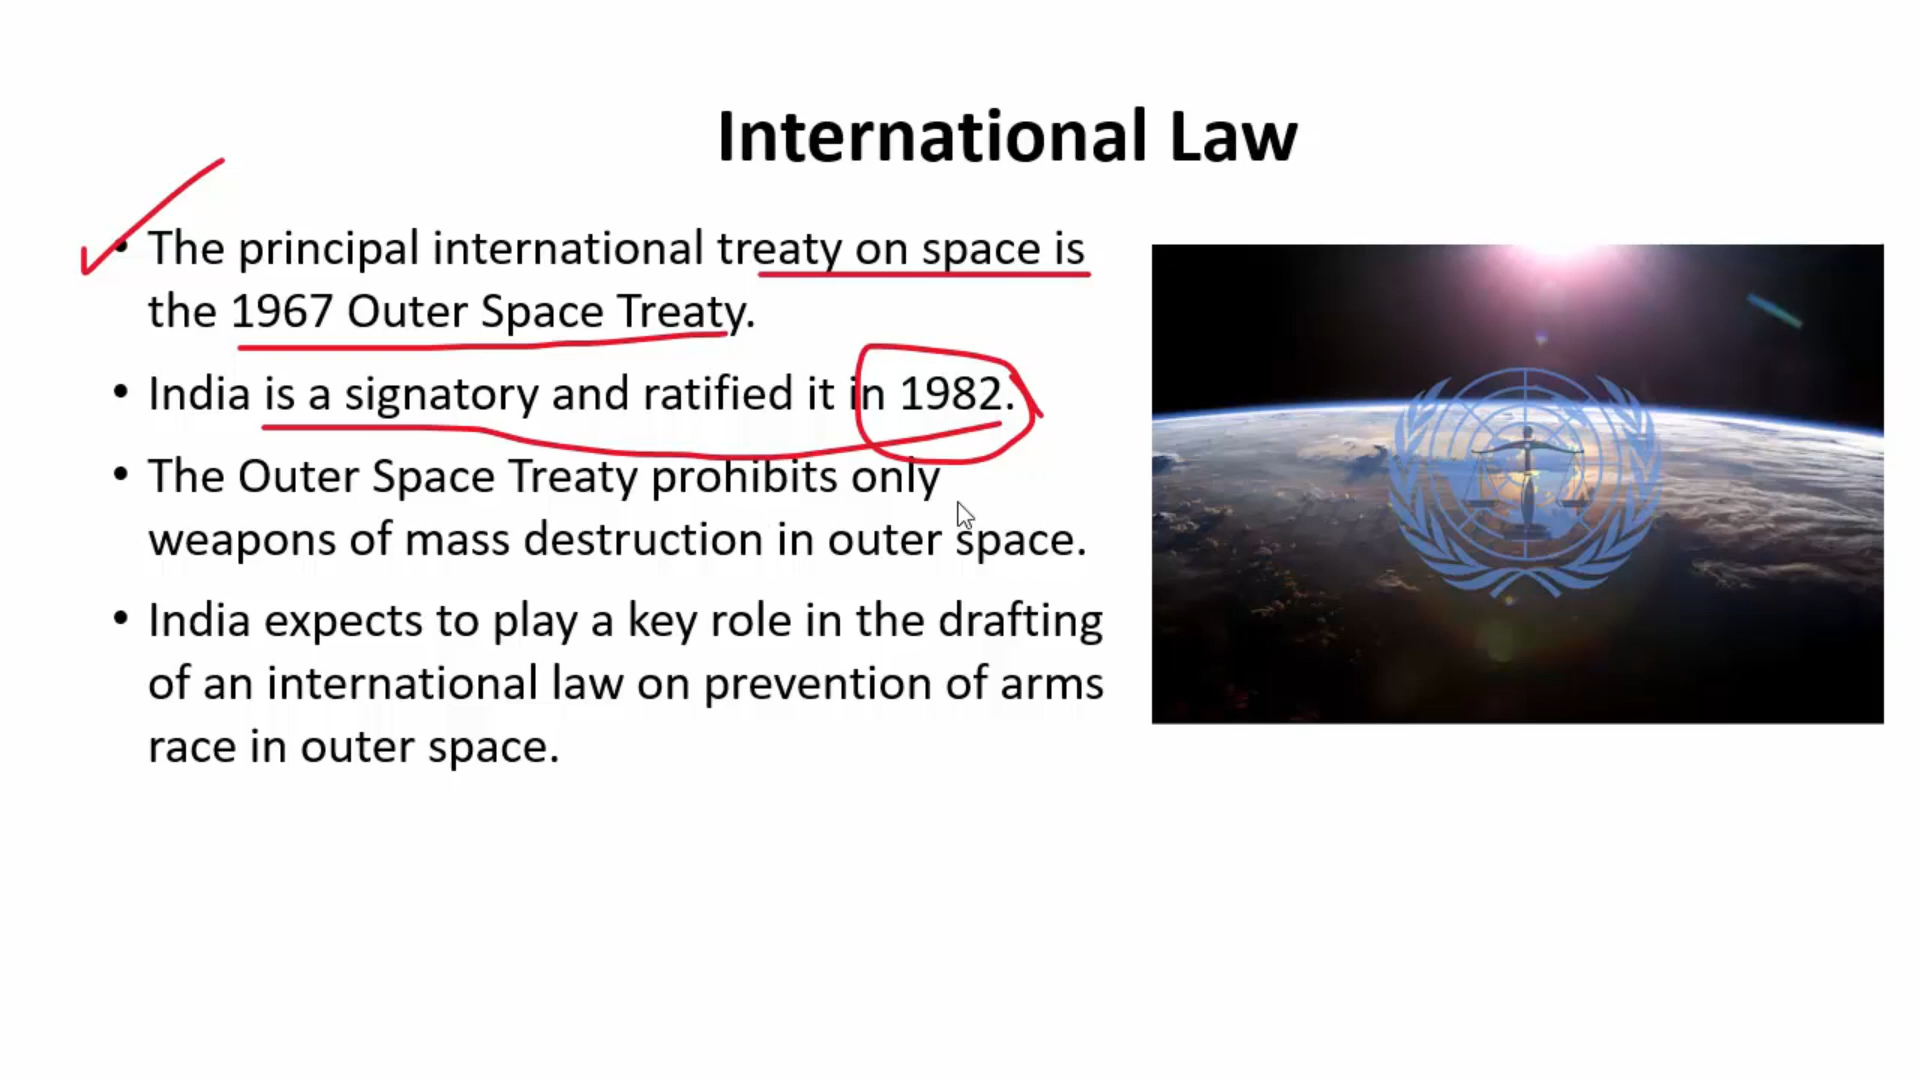 International Law
• The principal international treaty on space is
the 1967 Outer Space Treaty.
• India is a signatory and ratified it in 1982.
• The Outer Space Treaty prohibits only
weapons of mass destruction in outer space.
• India expects to play a key role in the drafting
of an international law on prevention of arms
race in outer space.